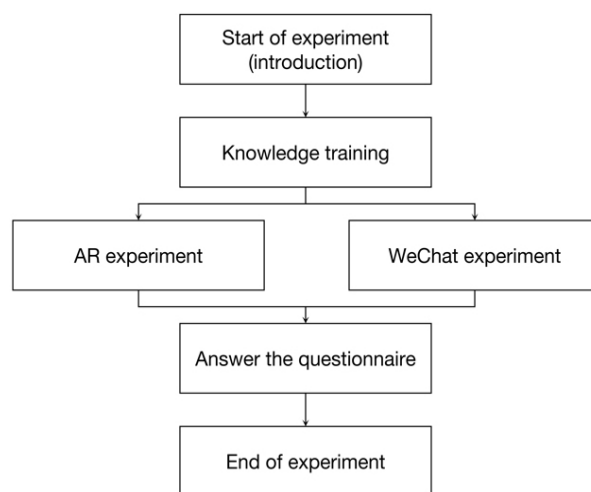 Start of experiment
(introduction)
Knowledge training
AR experiment
WeChat experiment
Answer the questionnaire
End of experiment